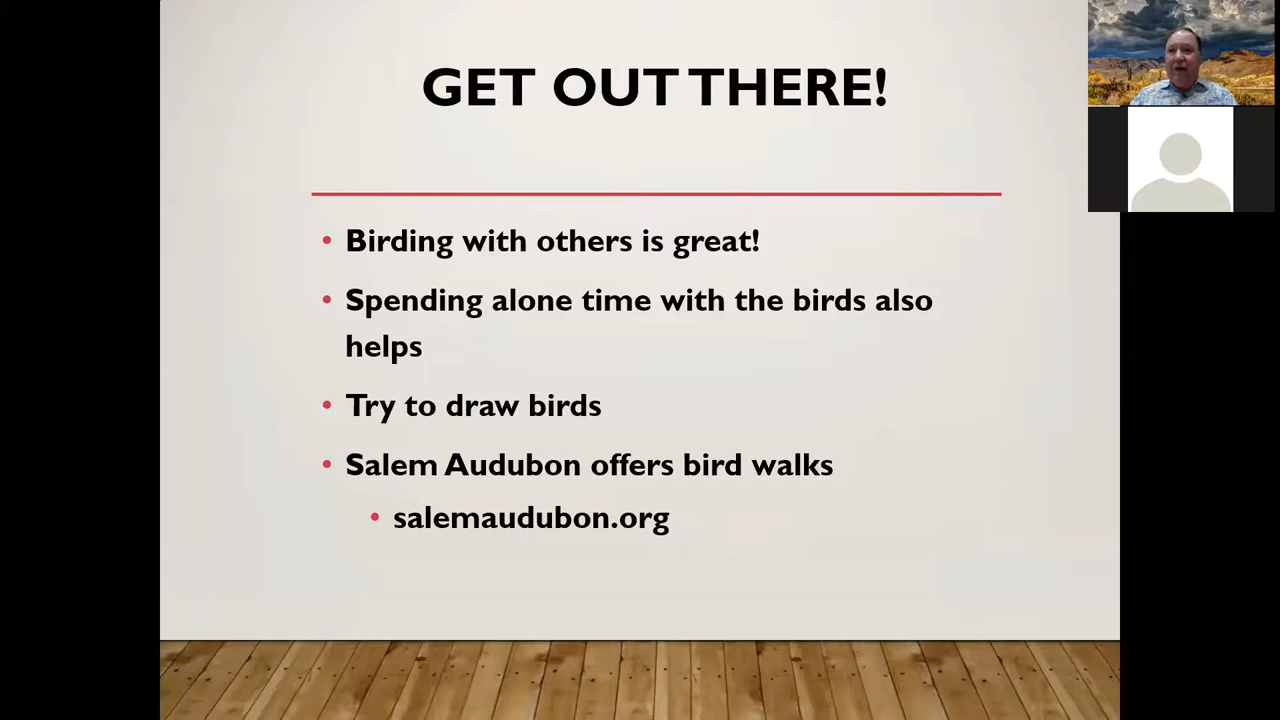 GET OUT THERE!
• Birding with others is great!
• Spending alone time with the birds also
helps
• Try to draw birds
• Salem Audubon offers bird walks
• salemaudubon.org